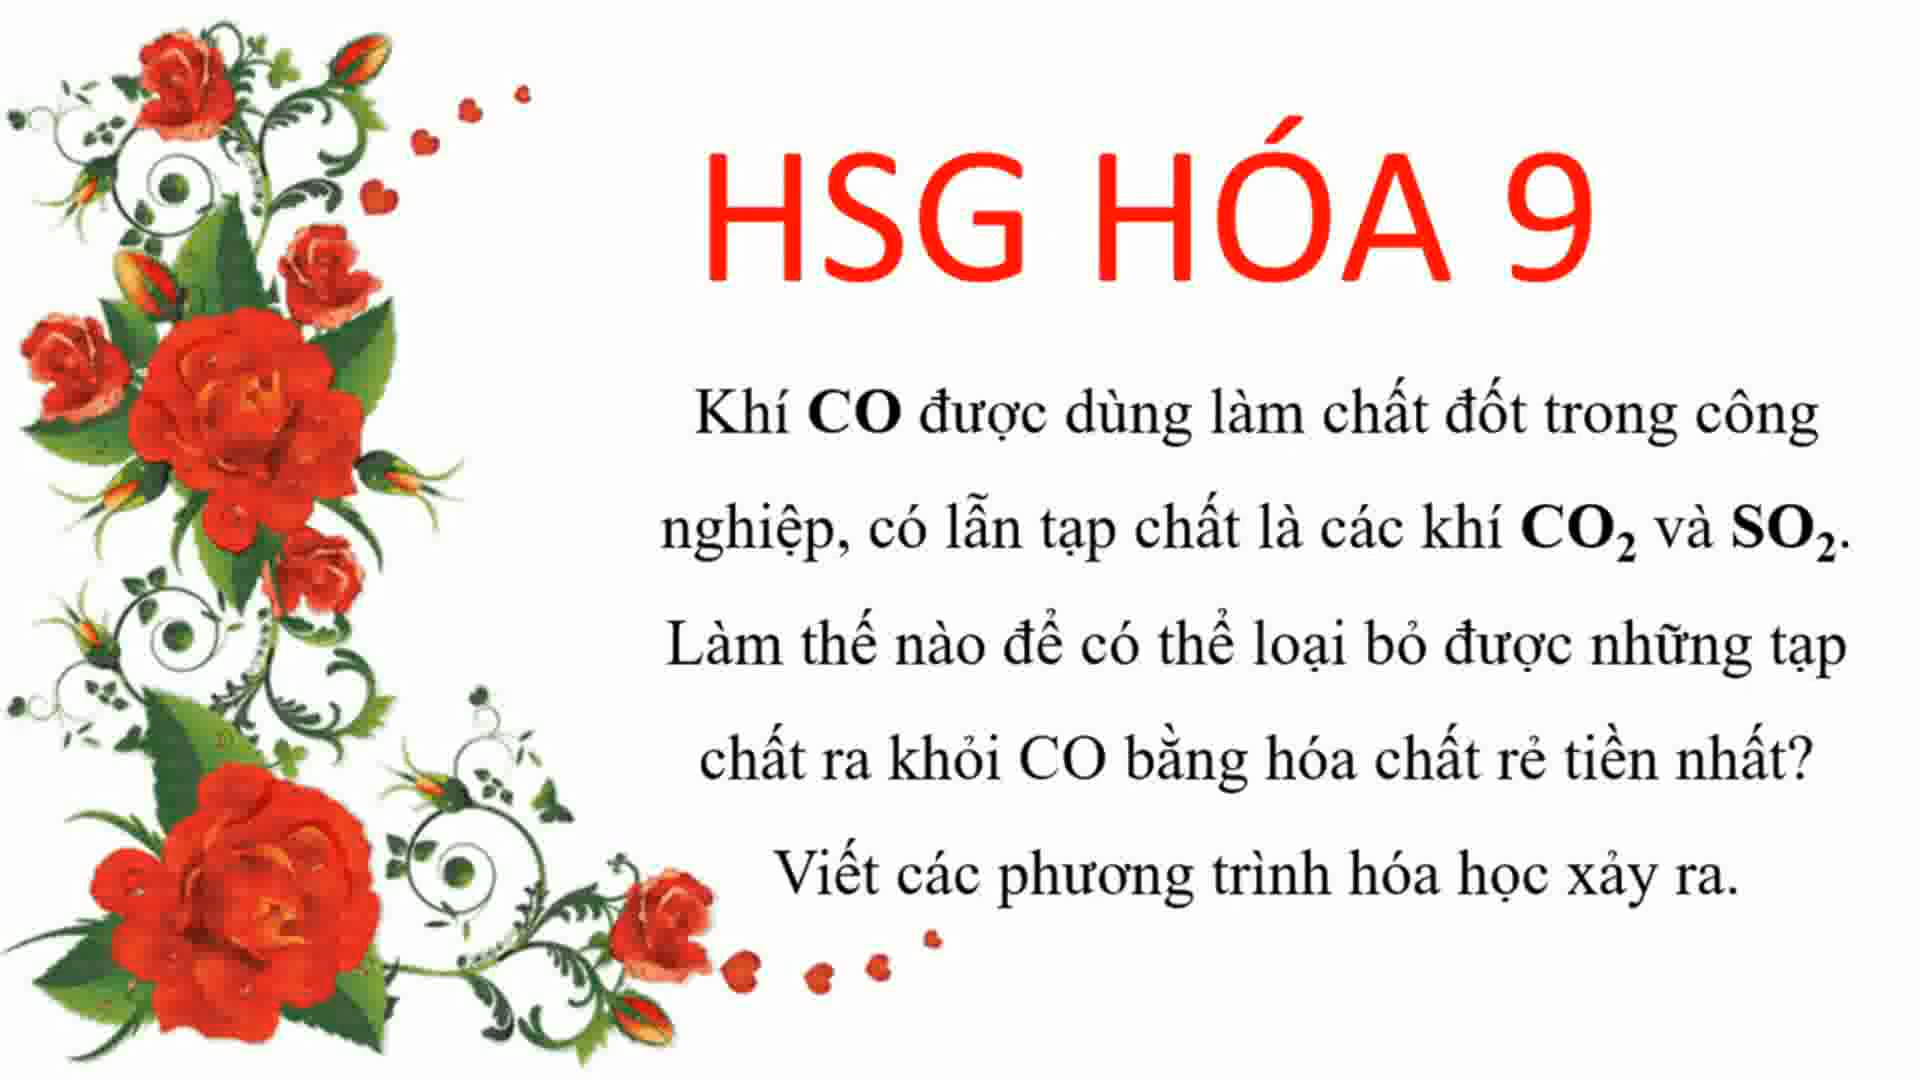 HSG HÓA 9
Khí CO được dùng làm chất đốt trong công
nghiệp, có lẫn tạp chất là các khí CO₂ và SO₂.
Làm thế nào để có thể loại bỏ được những tạp
chất ra khỏi CO bằng hóa chất rẻ tiền nhất?
Viết các phương trình hóa học xảy ra.